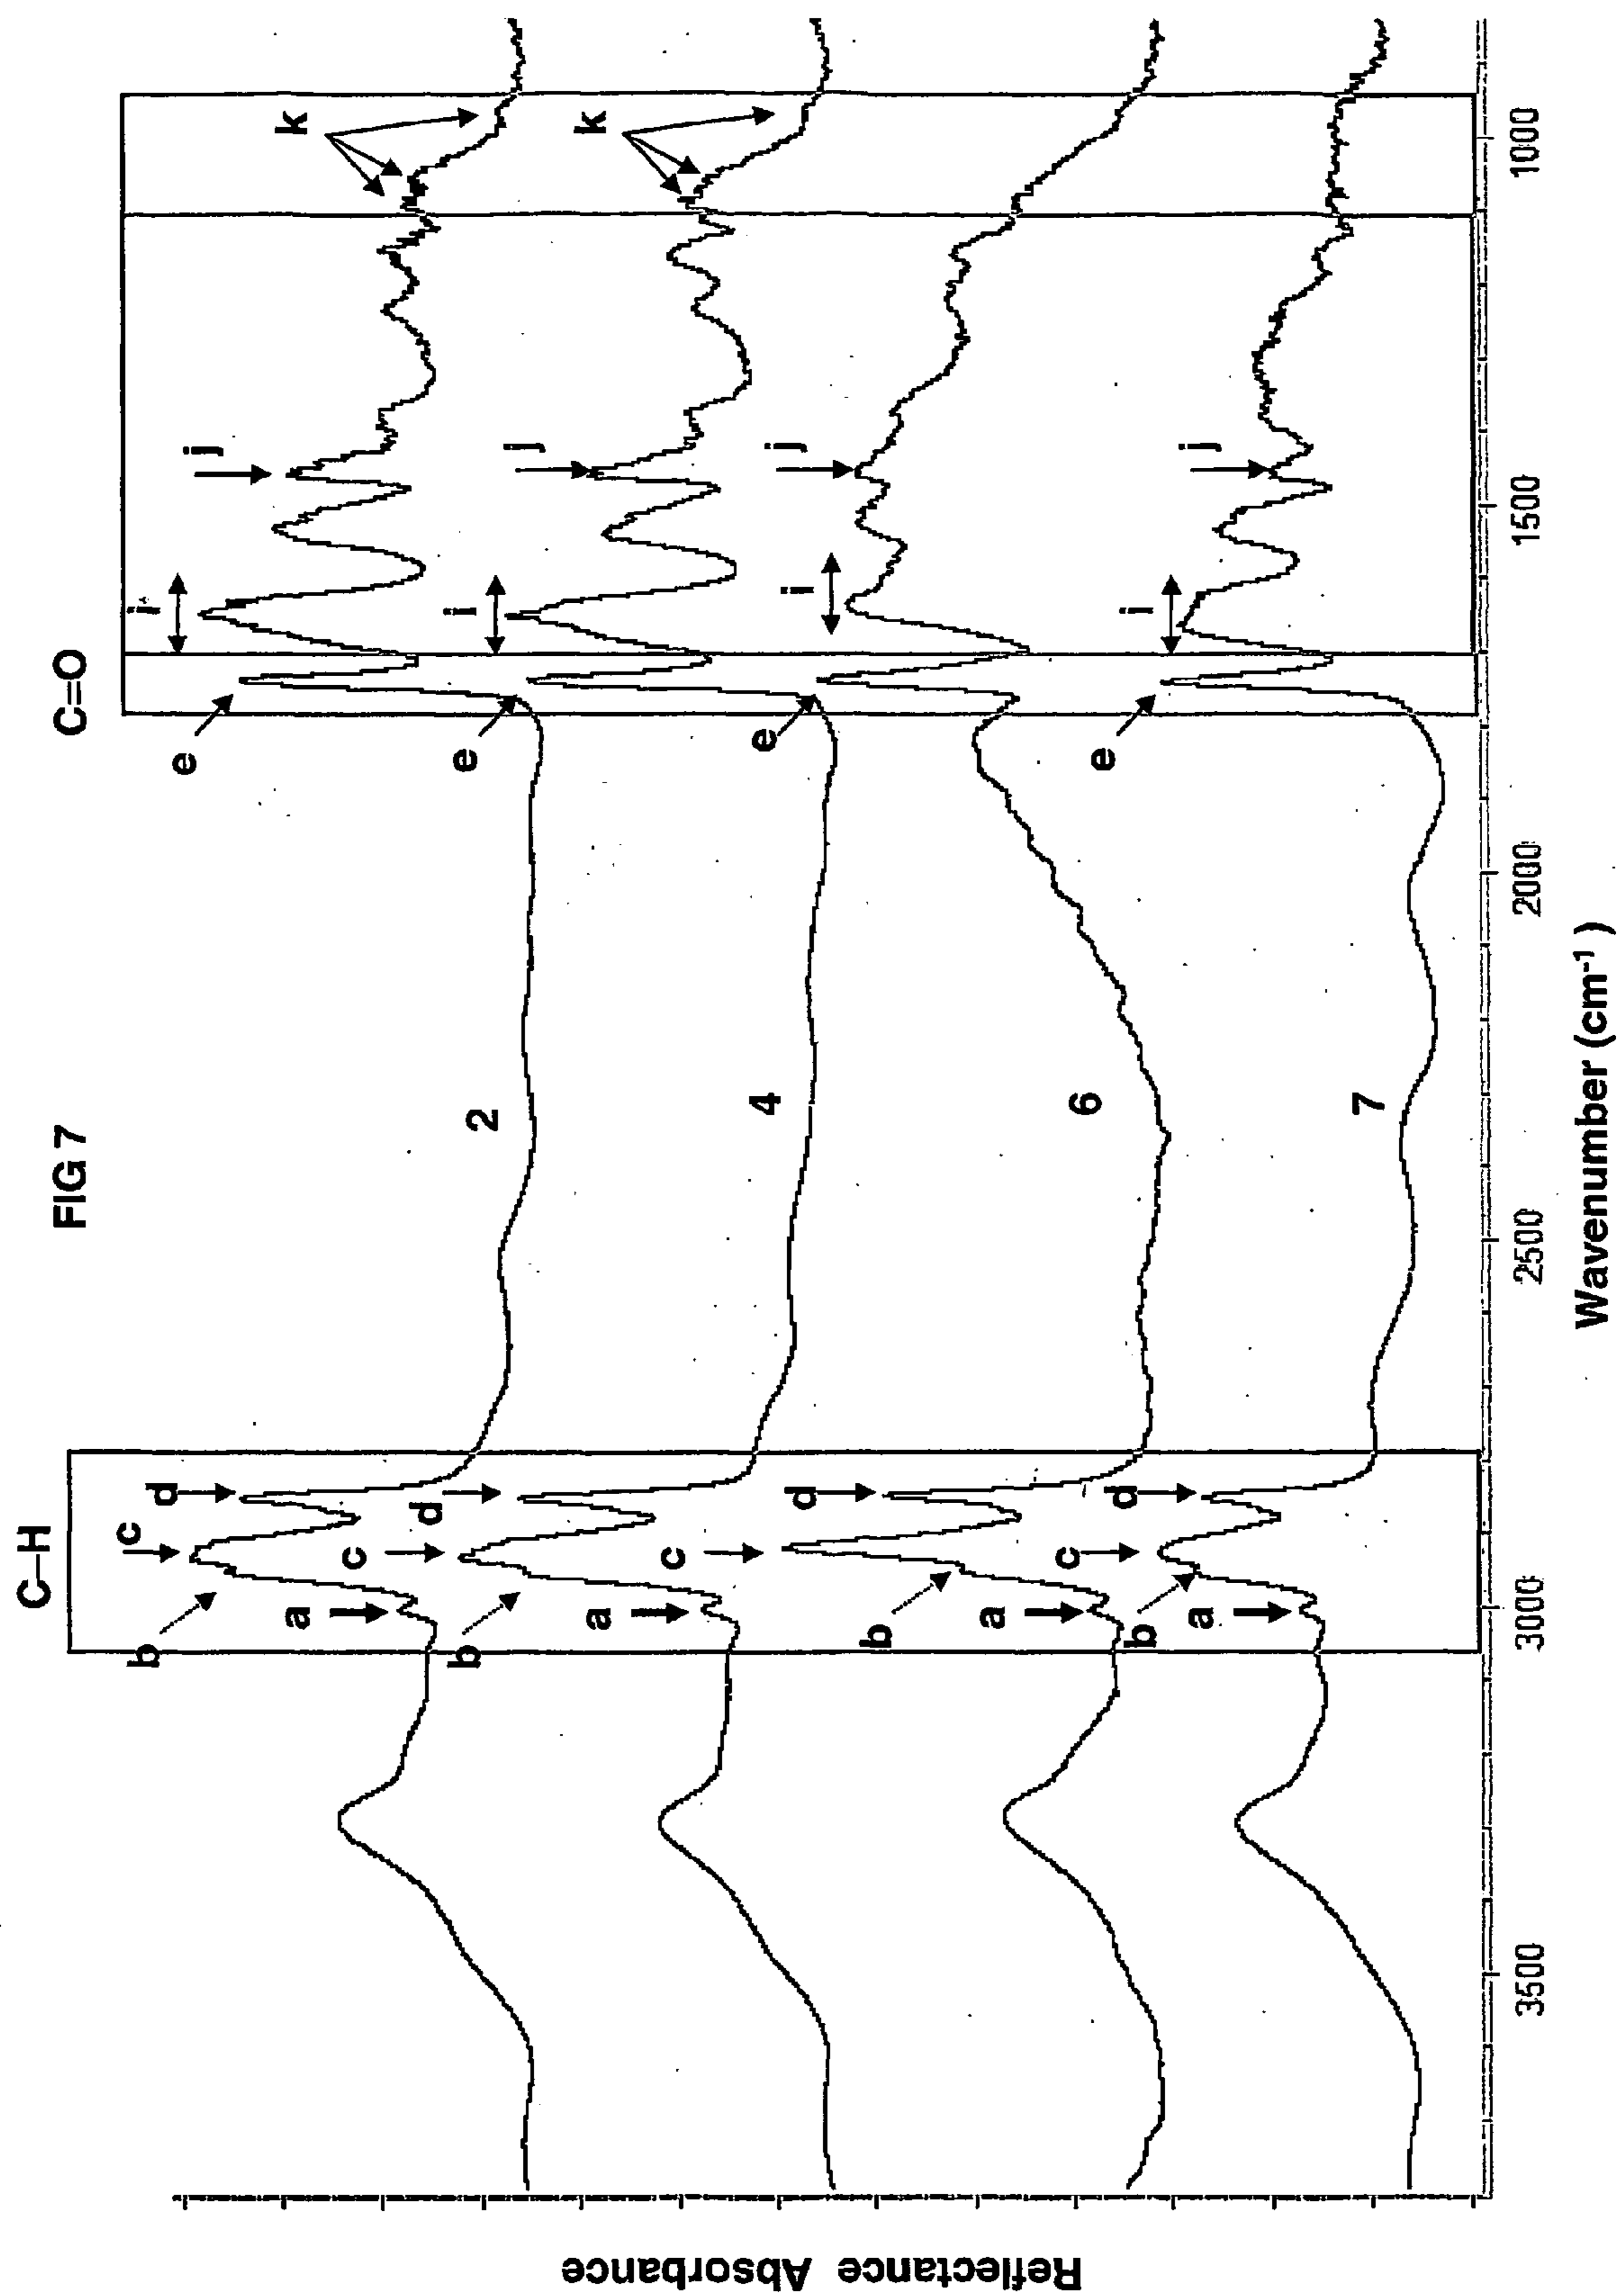 FIG 7
C–H
C=O
b a c d 2 e i j k
b a c d 4 e i j k
b a c d 6 e i j
b a c d 7 e i j
Reflectance Absorbance
3500 3000 2500 2000 1500 1000
Wavenumber (cm⁻¹)